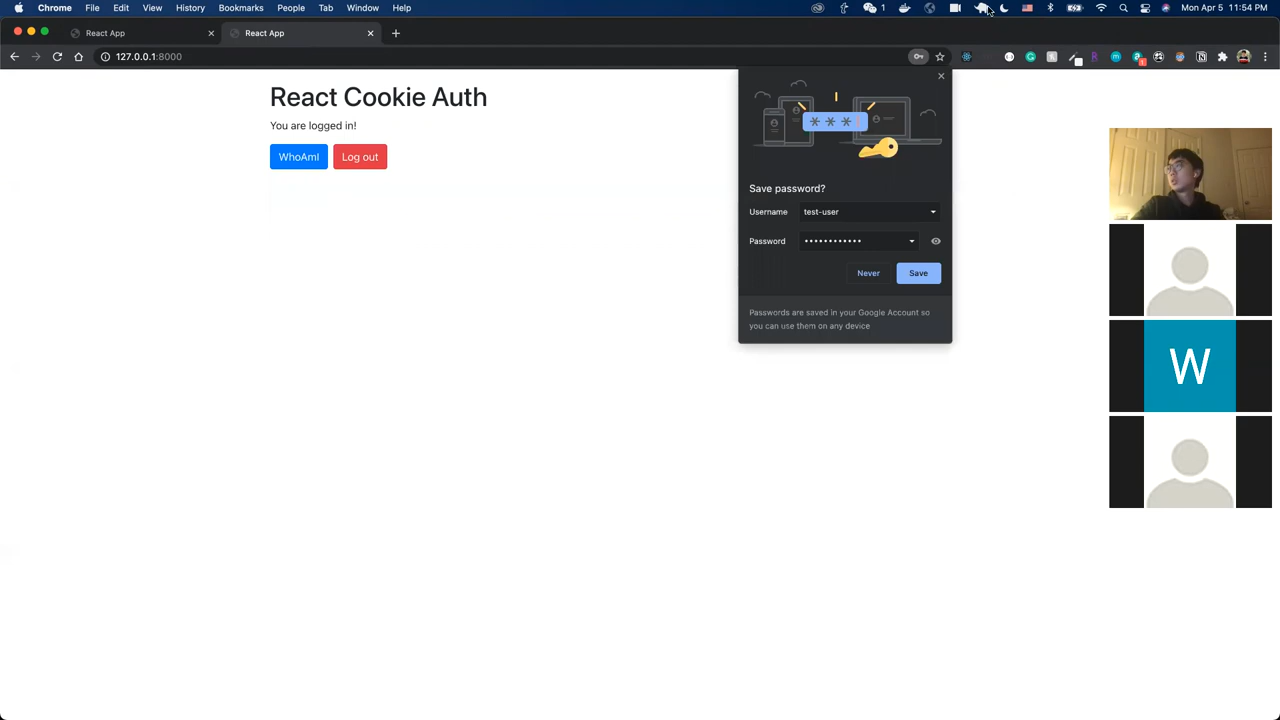 Chrome File Edit View History Bookmarks People Tab Window Help 1 Mon Apr 5 11:54 PM
React App React App
127.0.0.1:8000
React Cookie Auth
You are logged in!
WhoAmI Log out
* * *
Save password?
Username test-user
Password ••••••••••••
Never Save
Passwords are saved in your Google Account so
you can use them on any device
W